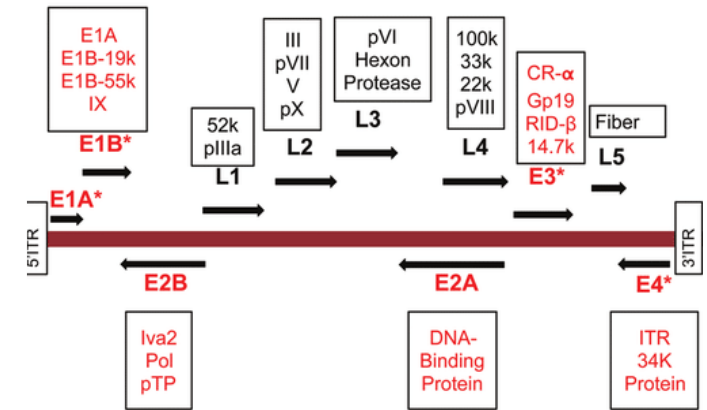 E1A
E1B-19k
E1B-55k
IX
E1B*
E1A*
52k
pIIIa
L1
III
pVII
V
pX
L2
pVI
Hexon
Protease
L3
100k
33k
22k
pVIII
L4
CR-α
Gp19
RID-β
14.7k
E3*
Fiber
L5
5'ITR
3'ITR
E2B
E2A
E4*
Iva2
Pol
pTP
DNA-
Binding
Protein
ITR
34K
Protein